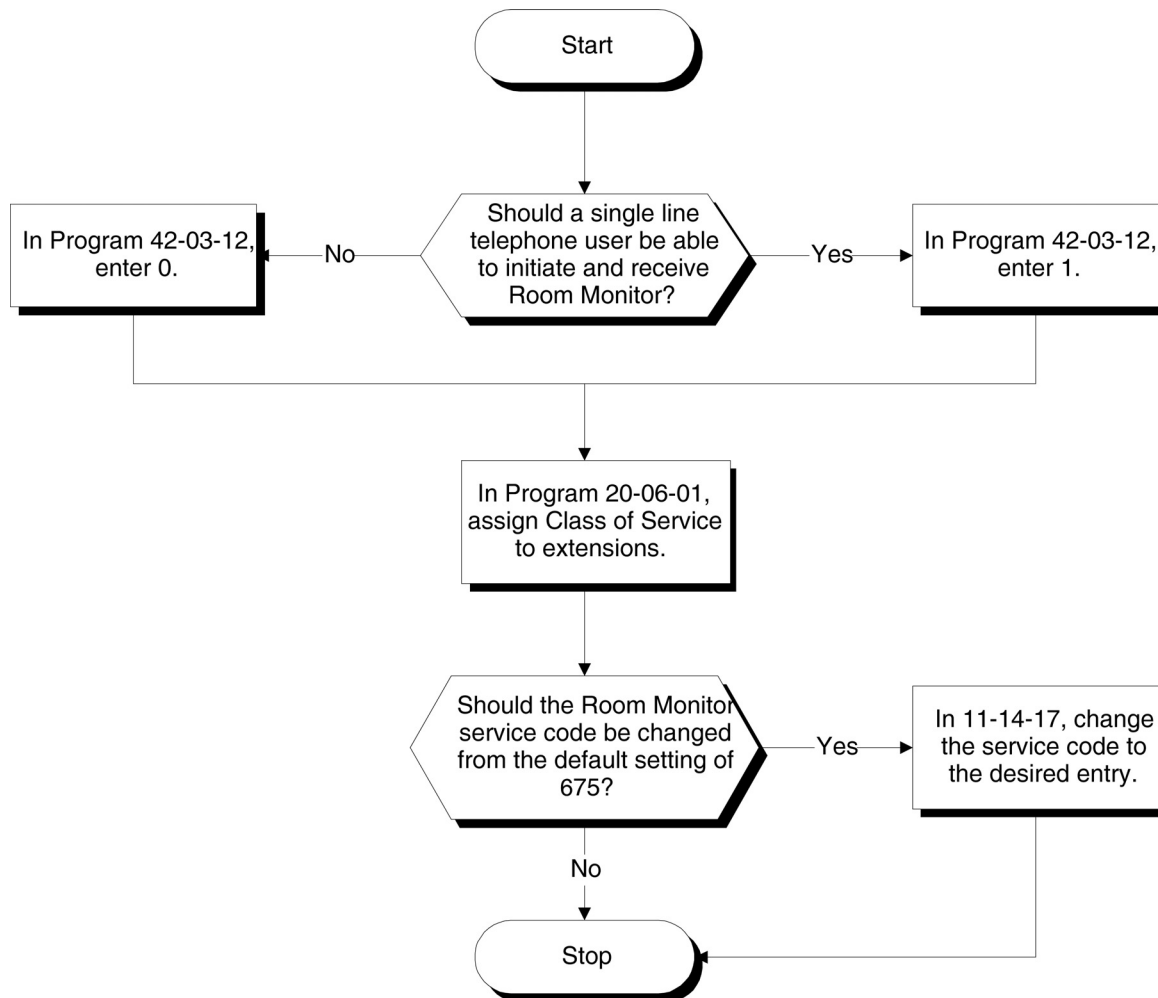 Start
Should a single line
telephone user be able
to initiate and receive
Room Monitor?
No
Yes
In Program 42-03-12,
enter 0.
In Program 42-03-12,
enter 1.
In Program 20-06-01,
assign Class of Service
to extensions.
Should the Room Monitor
service code be changed
from the default setting of
675?
Yes
In 11-14-17, change
the service code to
the desired entry.
No
Stop